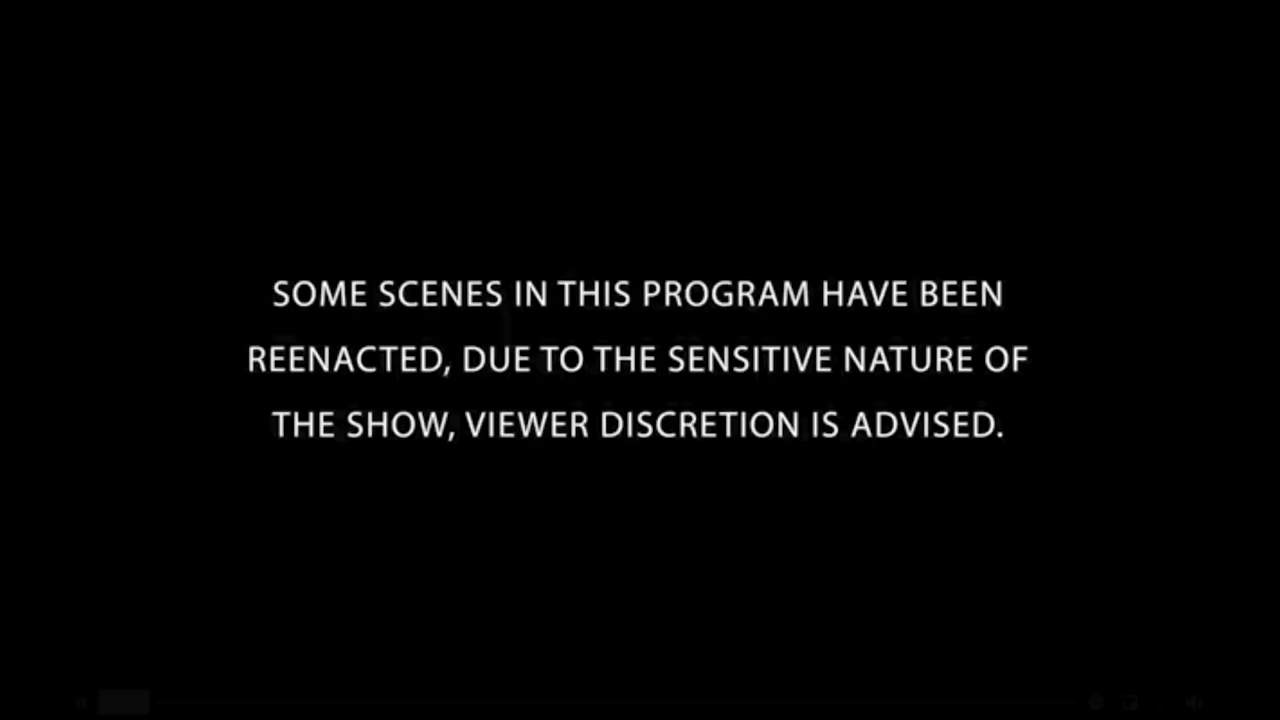 SOME SCENES IN THIS PROGRAM HAVE BEEN
REENACTED, DUE TO THE SENSITIVE NATURE OF
THE SHOW, VIEWER DISCRETION IS ADVISED.